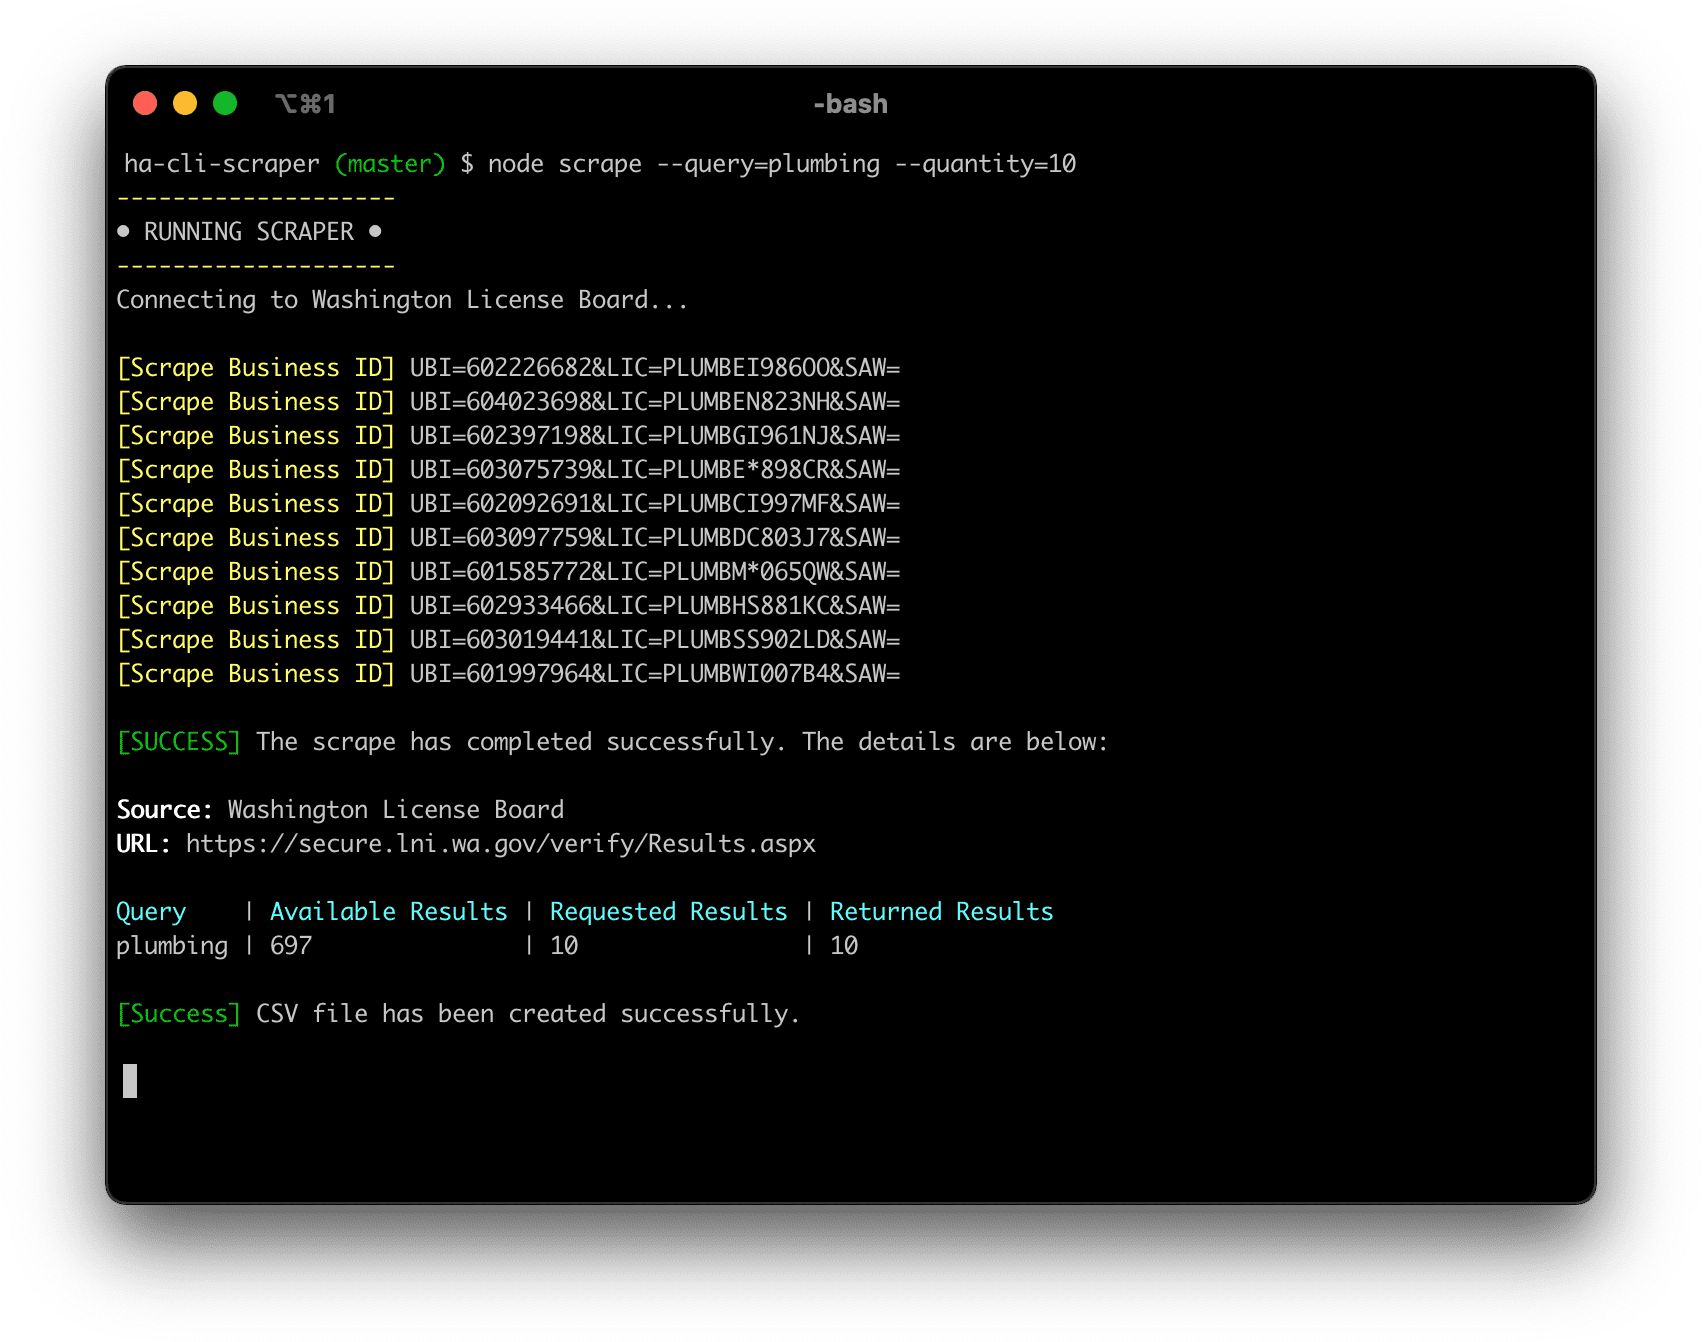 ⌥⌘1 -bash
ha-cli-scraper (master) $ node scrape --query=plumbing --quantity=10
--------------------
● RUNNING SCRAPER ●
--------------------
Connecting to Washington License Board...
[Scrape Business ID] UBI=602226682&LIC=PLUMBEI986OO&SAW=
[Scrape Business ID] UBI=604023698&LIC=PLUMBEN823NH&SAW=
[Scrape Business ID] UBI=602397198&LIC=PLUMBGI961NJ&SAW=
[Scrape Business ID] UBI=603075739&LIC=PLUMBE*898CR&SAW=
[Scrape Business ID] UBI=602092691&LIC=PLUMBCI997MF&SAW=
[Scrape Business ID] UBI=603097759&LIC=PLUMBDC803J7&SAW=
[Scrape Business ID] UBI=601585772&LIC=PLUMBM*065QW&SAW=
[Scrape Business ID] UBI=602933466&LIC=PLUMBHS881KC&SAW=
[Scrape Business ID] UBI=603019441&LIC=PLUMBSS902LD&SAW=
[Scrape Business ID] UBI=601997964&LIC=PLUMBWI007B4&SAW=
[SUCCESS] The scrape has completed successfully. The details are below:
Source: Washington License Board
URL: https://secure.lni.wa.gov/verify/Results.aspx
Query | Available Results | Requested Results | Returned Results
plumbing | 697 | 10 | 10
[Success] CSV file has been created successfully.